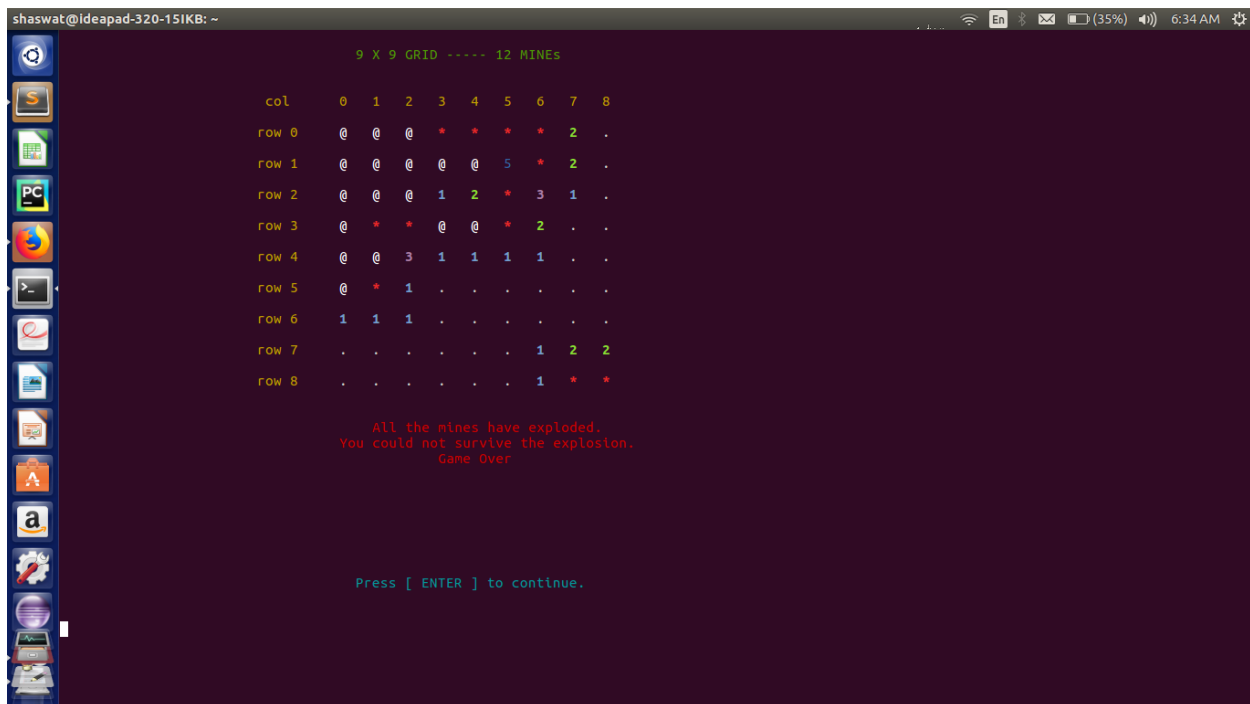 shaswat@ideapad-320-15IKB: ~
En (35%) 6:34 AM
9 X 9 GRID ----- 12 MINEs
col 0 1 2 3 4 5 6 7 8
row 0 @ @ @ * * * * 2 .
row 1 @ @ @ @ @ 5 * 2 .
row 2 @ @ @ 1 2 * 3 1 .
row 3 @ * * @ @ * 2 . .
row 4 @ @ 3 1 1 1 1 . .
row 5 @ * 1 . . . . . .
row 6 1 1 1 . . . . . .
row 7 . . . . . . 1 2 2
row 8 . . . . . . 1 * *
All the mines have exploded.
You could not survive the explosion.
Game Over
Press [ ENTER ] to continue.
S
PC
>_
A
a